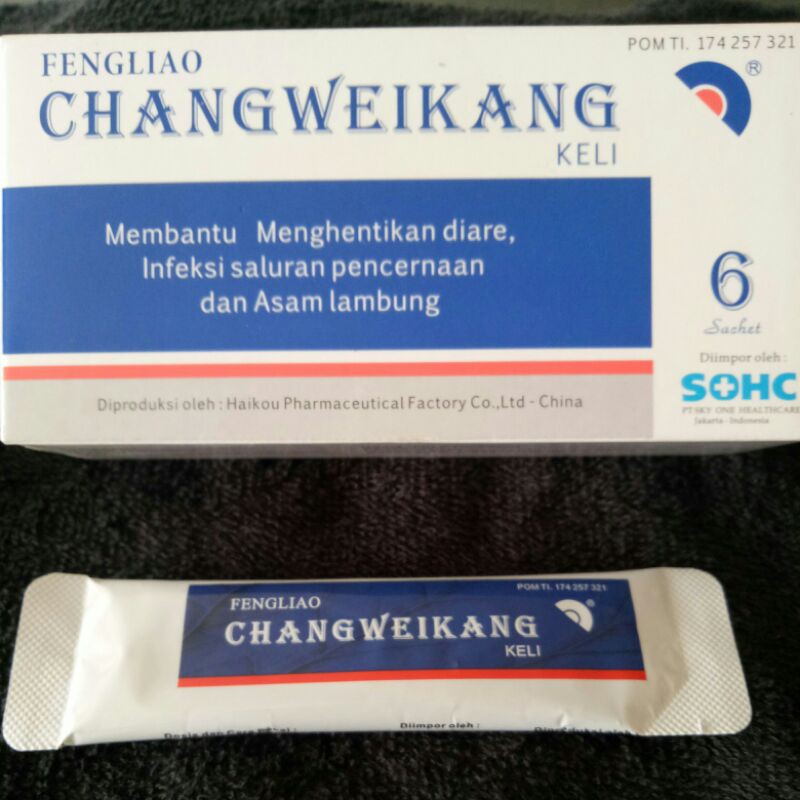 POM TI. 174 257 321
FENGLIAO
CHANGWEIKANG
KELI
®
Membantu Menghentikan diare,
Infeksi saluran pencernaan
dan Asam lambung
6
Sachet
Diimpor oleh :
SOHC
PT SKY ONE HEALTHCARE
Jakarta - Indonesia
Diproduksi oleh : Haikou Pharmaceutical Factory Co.,Ltd - China
POM TI. 174 257 321
FENGLIAO
CHANGWEIKANG
KELI
®
Diimpor oleh :